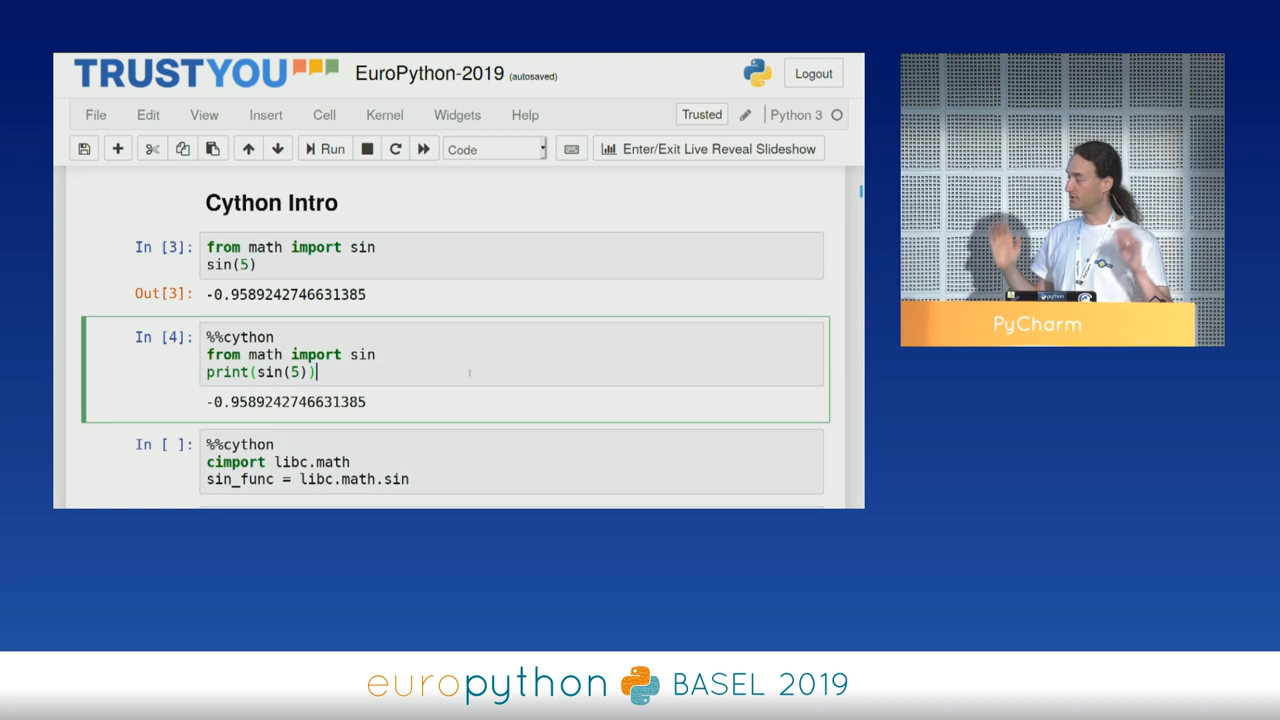 TRUSTYOU
EuroPython-2019 (autosaved)
Logout
File Edit View Insert Cell Kernel Widgets Help
Trusted
Python 3
Run
Code
Enter/Exit Live Reveal Slideshow
Cython Intro
In [3]: from math import sin
sin(5)
Out[3]: -0.9589242746631385
In [4]: %%cython
from math import sin
print(sin(5))
-0.9589242746631385
In [ ]: %%cython
cimport libc.math
sin_func = libc.math.sin
python
PyCharm
europython BASEL 2019